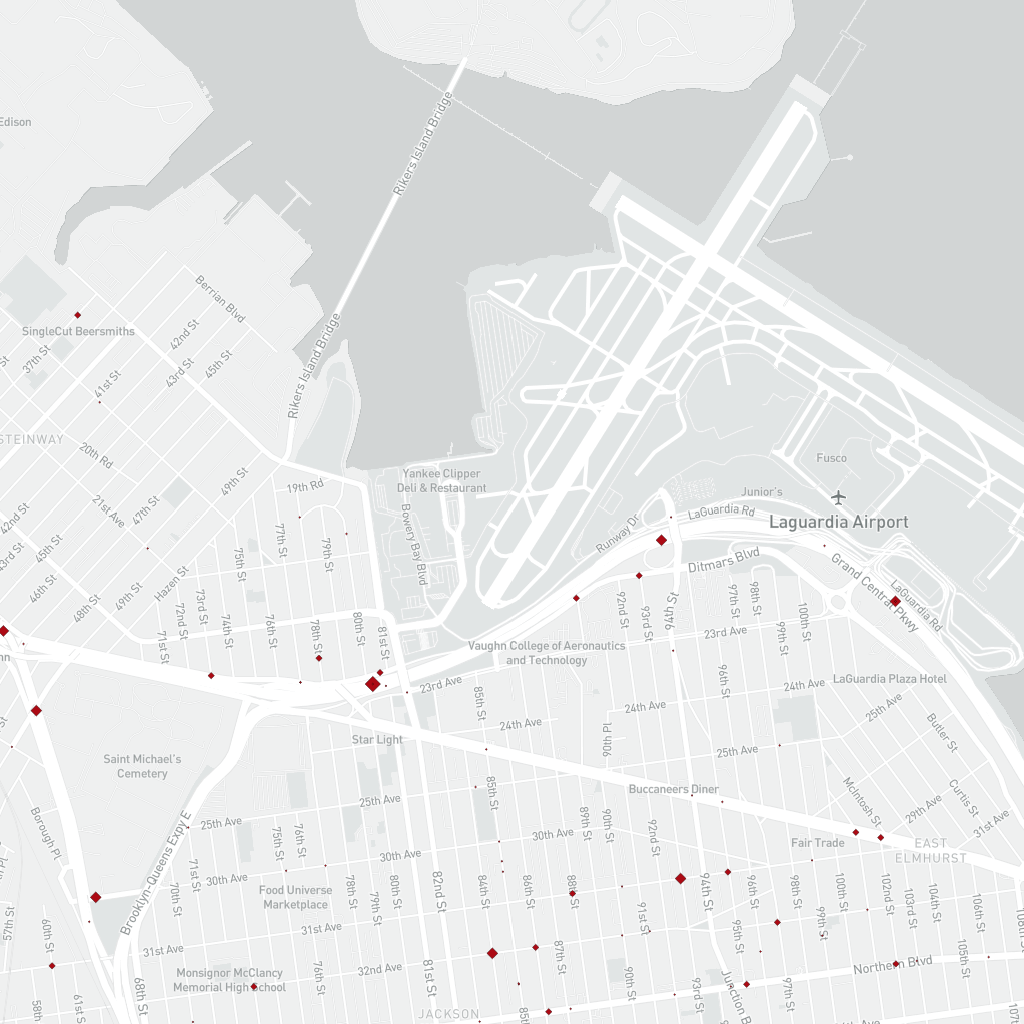 Edison
Rikers Island Bridge
Berrian Blvd
SingleCut Beersmiths
42nd St
37th St
43rd St
45th St
Rikers Island Bridge
41st St
STEINWAY
20th Rd
49th St
19th Rd
Yankee Clipper
Deli & Restaurant
Fusco
Junior's
Laguardia Airport
LaGuardia Rd
Runway Dr
42nd St
21st Ave
47th St
77th St
79th St
Bowery Bay Blvd
43rd St
45th St
46th St
48th St
49th St
Hazen St
75th St
Ditmars Blvd
Grand Central Pkwy
LaGuardia Rd
71st St
72nd St
73rd St
74th St
76th St
78th St
80th St
81st St
92nd St
93rd St
94th St
97th St
98th St
99th St
100th St
23rd Ave
Vaughn College of Aeronautics
and Technology
23rd Ave
85th St
96th St
24th Ave
LaGuardia Plaza Hotel
24th Ave
24th Ave
25th Ave
90th Pl
Butler St
Star Light
25th Ave
Saint Michael's
Cemetery
85th St
Buccaneers Diner
McIntosh St
Curtis St
29th Ave
31st Ave
25th Ave
25th Ave
Borough Pl
Brooklyn-Queens Expy E
75th St
76th St
30th Ave
89th St
90th St
92nd St
Fair Trade
EAST
ELMHURST
30th Ave
30th Ave
71st St
70th St
Food Universe
Marketplace
78th St
79th St
80th St
82nd St
84th St
86th St
88th St
91st St
94th St
96th St
98th St
99th St
100th St
102nd St
103rd St
104th St
106th St
57th St
60th St
31st Ave
31st Ave
32nd Ave
87th St
95th St
105th St
Northern Blvd
Monsignor McClancy
Memorial High School
76th St
81st St
90th St
93rd St
Junction B
97th St
58th St
61st St
68th St
JACKSON